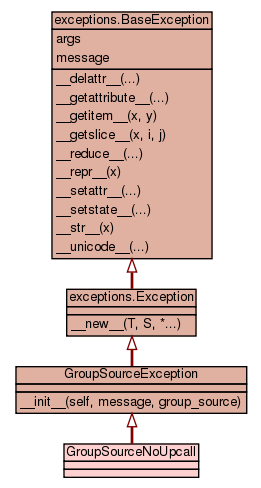 exceptions.BaseException
args
message
__delattr__(...)
__getattribute__(...)
__getitem__(x, y)
__getslice__(x, i, j)
__reduce__(...)
__repr__(x)
__setattr__(...)
__setstate__(...)
__str__(x)
__unicode__(...)
exceptions.Exception
__new__(T, S, *...)
GroupSourceException
__init__(self, message, group_source)
GroupSourceNoUpcall